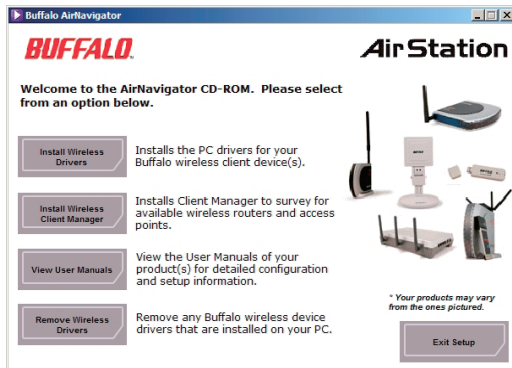 Buffalo AirNavigator
BUFFALO
AirStation
Welcome to the AirNavigator CD-ROM. Please select
from an option below.
Install Wireless
Drivers
Installs the PC drivers for your
Buffalo wireless client device(s).
Install Wireless
Client Manager
Installs Client Manager to survey for
available wireless routers and access
points.
View User Manuals
View the User Manuals of your
product(s) for detailed configuration
and setup information.
Remove Wireless
Drivers
Remove any Buffalo wireless device
drivers that are installed on your PC.
* Your products may vary
from the ones pictured.
Exit Setup